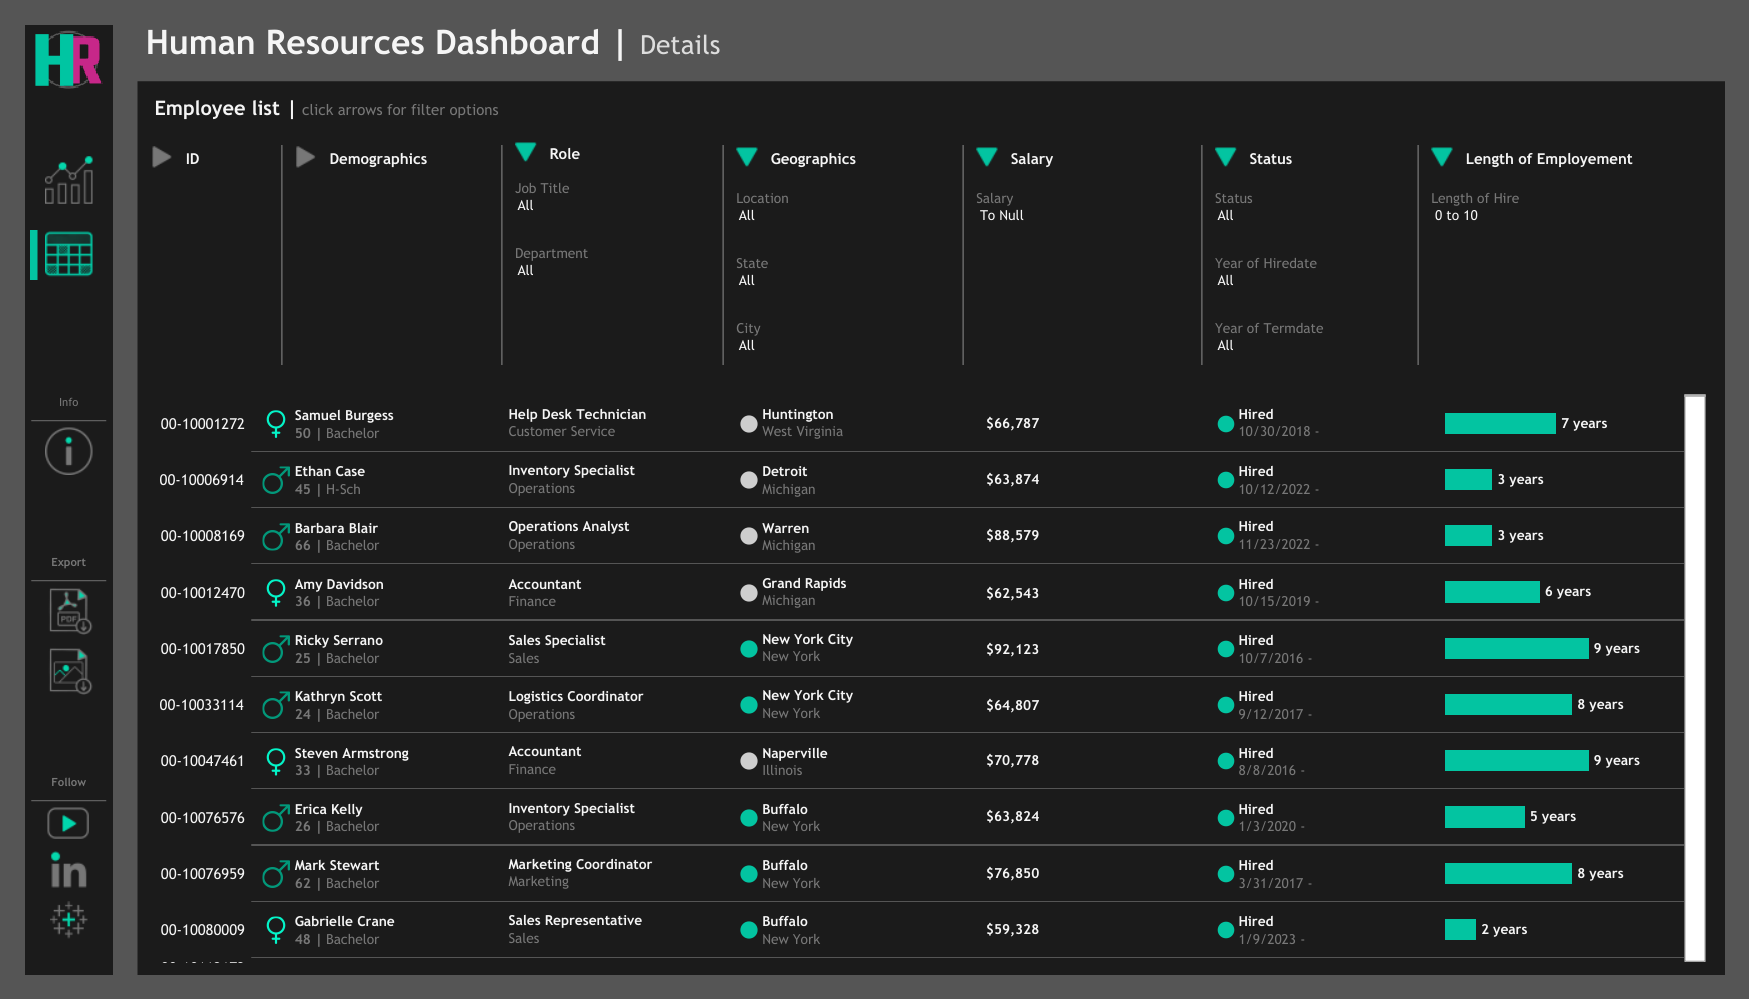 HR
Human Resources Dashboard | Details
Employee list | click arrows for filter options
ID
Demographics
Role
Job Title
All
Department
All
Geographics
Location
All
State
All
City
All
Salary
Salary
To Null
Status
Status
All
Year of Hiredate
All
Year of Termdate
All
Length of Employement
Length of Hire
0 to 10
Info
Export
PDF
Follow
in
00-10001272 Samuel Burgess Help Desk Technician Huntington $66,787 Hired 7 years
50 | Bachelor Customer Service West Virginia 10/30/2018 -
00-10006914 Ethan Case Inventory Specialist Detroit $63,874 Hired 3 years
45 | H-Sch Operations Michigan 10/12/2022 -
00-10008169 Barbara Blair Operations Analyst Warren $88,579 Hired 3 years
66 | Bachelor Operations Michigan 11/23/2022 -
00-10012470 Amy Davidson Accountant Grand Rapids $62,543 Hired 6 years
36 | Bachelor Finance Michigan 10/15/2019 -
00-10017850 Ricky Serrano Sales Specialist New York City $92,123 Hired 9 years
25 | Bachelor Sales New York 10/7/2016 -
00-10033114 Kathryn Scott Logistics Coordinator New York City $64,807 Hired 8 years
24 | Bachelor Operations New York 9/12/2017 -
00-10047461 Steven Armstrong Accountant Naperville $70,778 Hired 9 years
33 | Bachelor Finance Illinois 8/8/2016 -
00-10076576 Erica Kelly Inventory Specialist Buffalo $63,824 Hired 5 years
26 | Bachelor Operations New York 1/3/2020 -
00-10076959 Mark Stewart Marketing Coordinator Buffalo $76,850 Hired 8 years
62 | Bachelor Marketing New York 3/31/2017 -
00-10080009 Gabrielle Crane Sales Representative Buffalo $59,328 Hired 2 years
48 | Bachelor Sales New York 1/9/2023 -